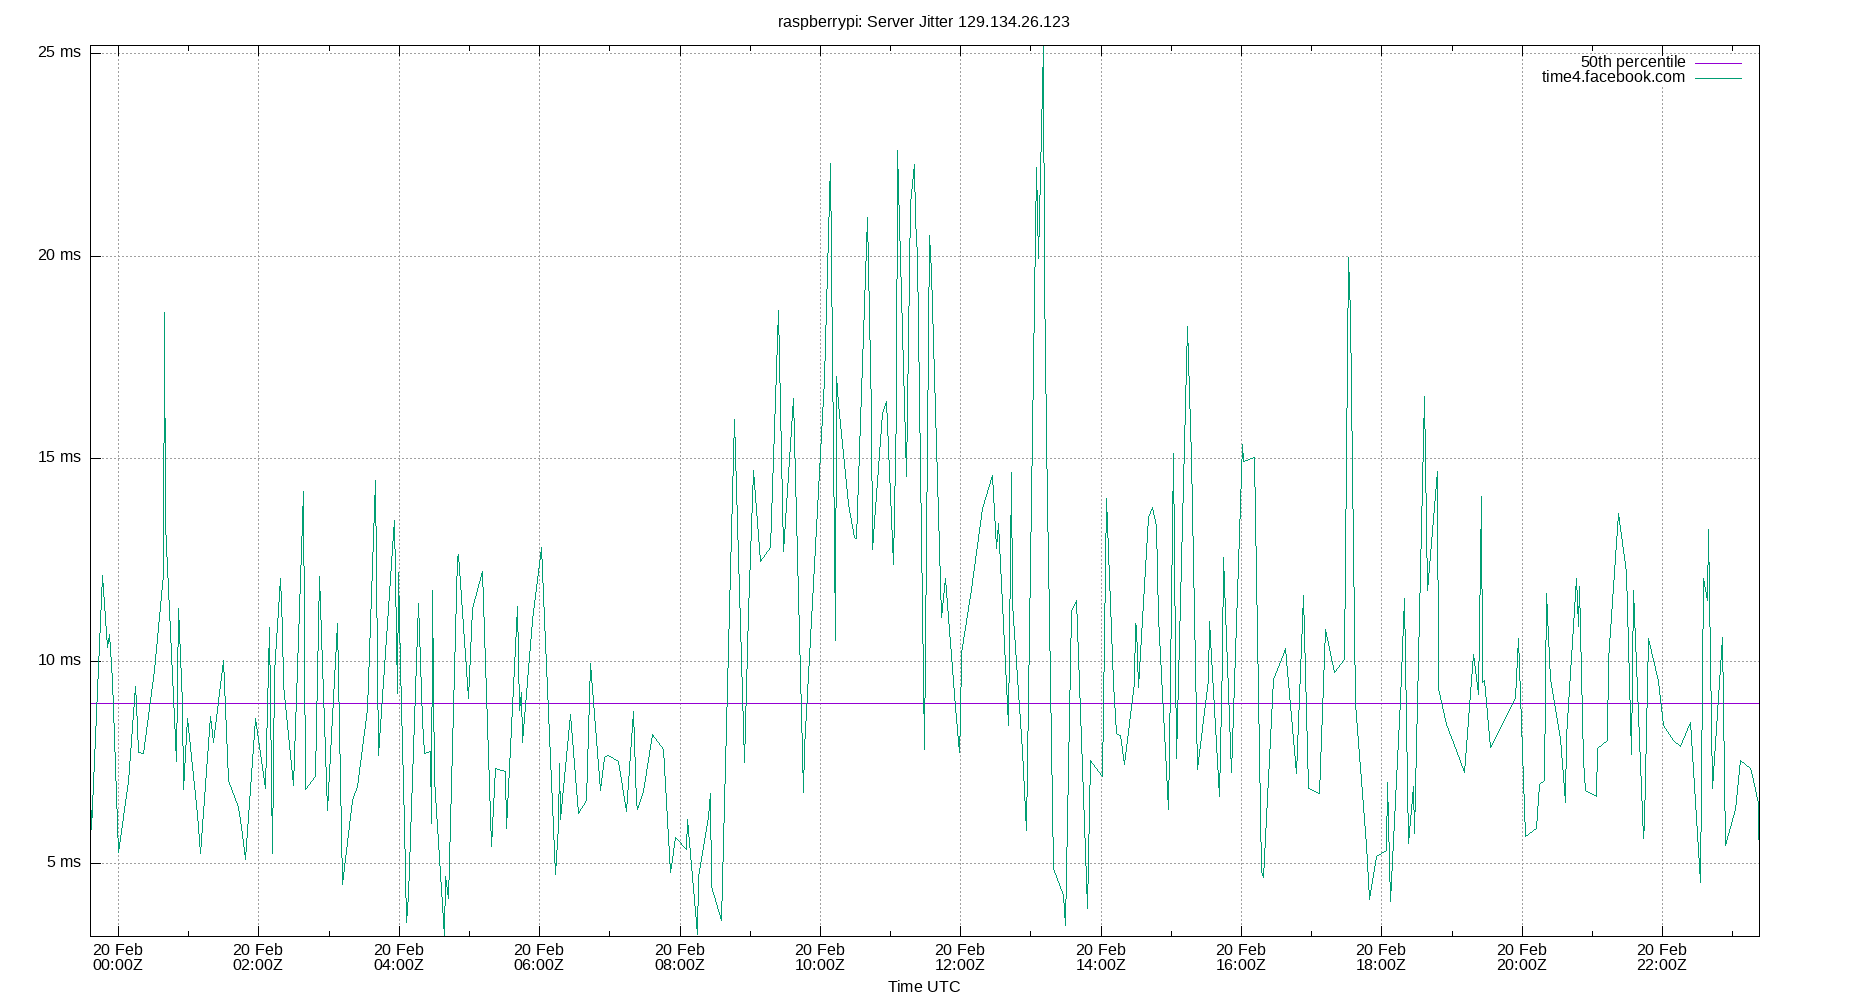 raspberrypi: Server Jitter 129.134.26.123
25 ms
20 ms
15 ms
10 ms
5 ms
50th percentile
time4.facebook.com
20 Feb 20 Feb 20 Feb 20 Feb 20 Feb 20 Feb 20 Feb 20 Feb 20 Feb 20 Feb 20 Feb 20 Feb
00:00Z 02:00Z 04:00Z 06:00Z 08:00Z 10:00Z 12:00Z 14:00Z 16:00Z 18:00Z 20:00Z 22:00Z
Time UTC